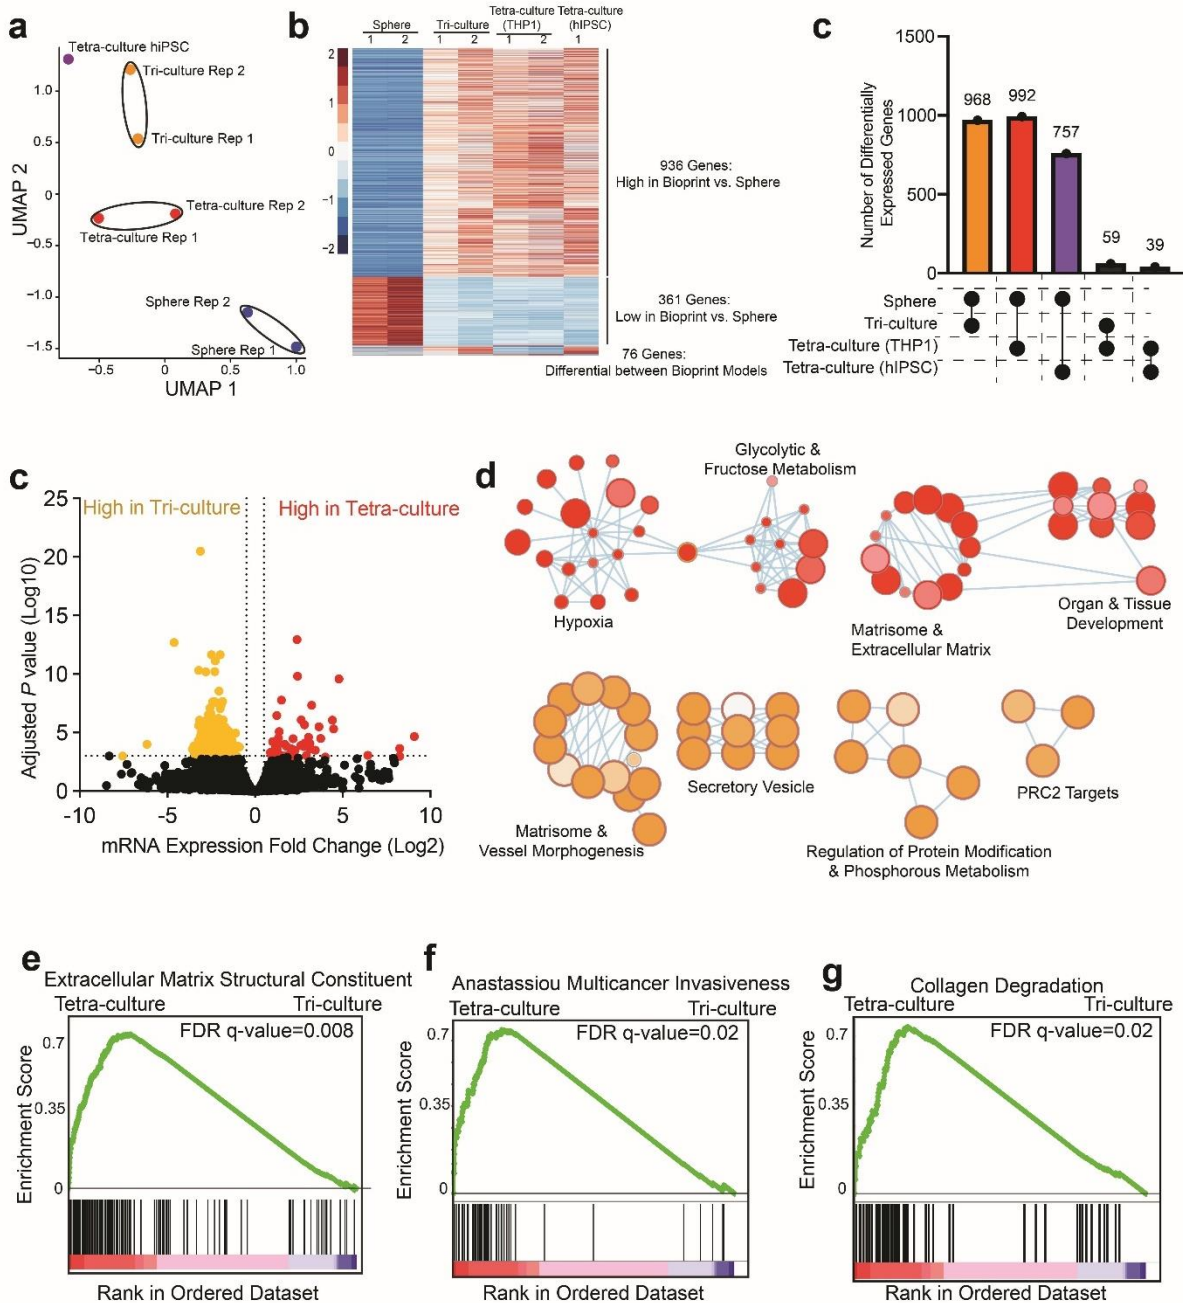 a
Tetra-culture hiPSC
Tri-culture Rep 2
Tri-culture Rep 1
Tetra-culture Rep 2
Tetra-culture Rep 1
Sphere Rep 2
Sphere Rep 1
1.0
0.5
0
−0.5
−1.0
−1.5
UMAP 2
−0.5
0
0.5
1.0
UMAP 1
b
Sphere
Tri-culture
Tetra-culture
(THP1)
Tetra-culture
(hIPSC)
1 2 1 2 1 2 1
2
1
0
−1
−2
936 Genes:
High in Bioprint vs. Sphere
361 Genes:
Low in Bioprint vs. Sphere
76 Genes:
Differential between Bioprint Models
c
1500
1000
500
0
Number of Differentially
Expressed Genes
968
992
757
59
39
Sphere
Tri-culture
Tetra-culture (THP1)
Tetra-culture (hIPSC)
c
High in Tri-culture
High in Tetra-culture
25
20
15
10
5
0
Adjusted P value (Log10)
-10
-5
0
5
10
mRNA Expression Fold Change (Log2)
d
Glycolytic &
Fructose Metabolism
Hypoxia
Matrisome &
Extracellular Matrix
Organ & Tissue
Development
Matrisome &
Vessel Morphogenesis
Secretory Vesicle
Regulation of Protein Modification
& Phosphorous Metabolism
PRC2 Targets
e
Extracellular Matrix Structural Constituent
Tetra-culture
Tri-culture
FDR q-value=0.008
0.7
0.35
0
Enrichment Score
Rank in Ordered Dataset
f
Anastassiou Multicancer Invasiveness
Tetra-culture
Tri-culture
FDR q-value=0.02
0.7
0.35
0
Enrichment Score
Rank in Ordered Dataset
g
Collagen Degradation
Tetra-culture
Tri-culture
FDR q-value=0.02
0.7
0.35
0
Enrichment Score
Rank in Ordered Dataset